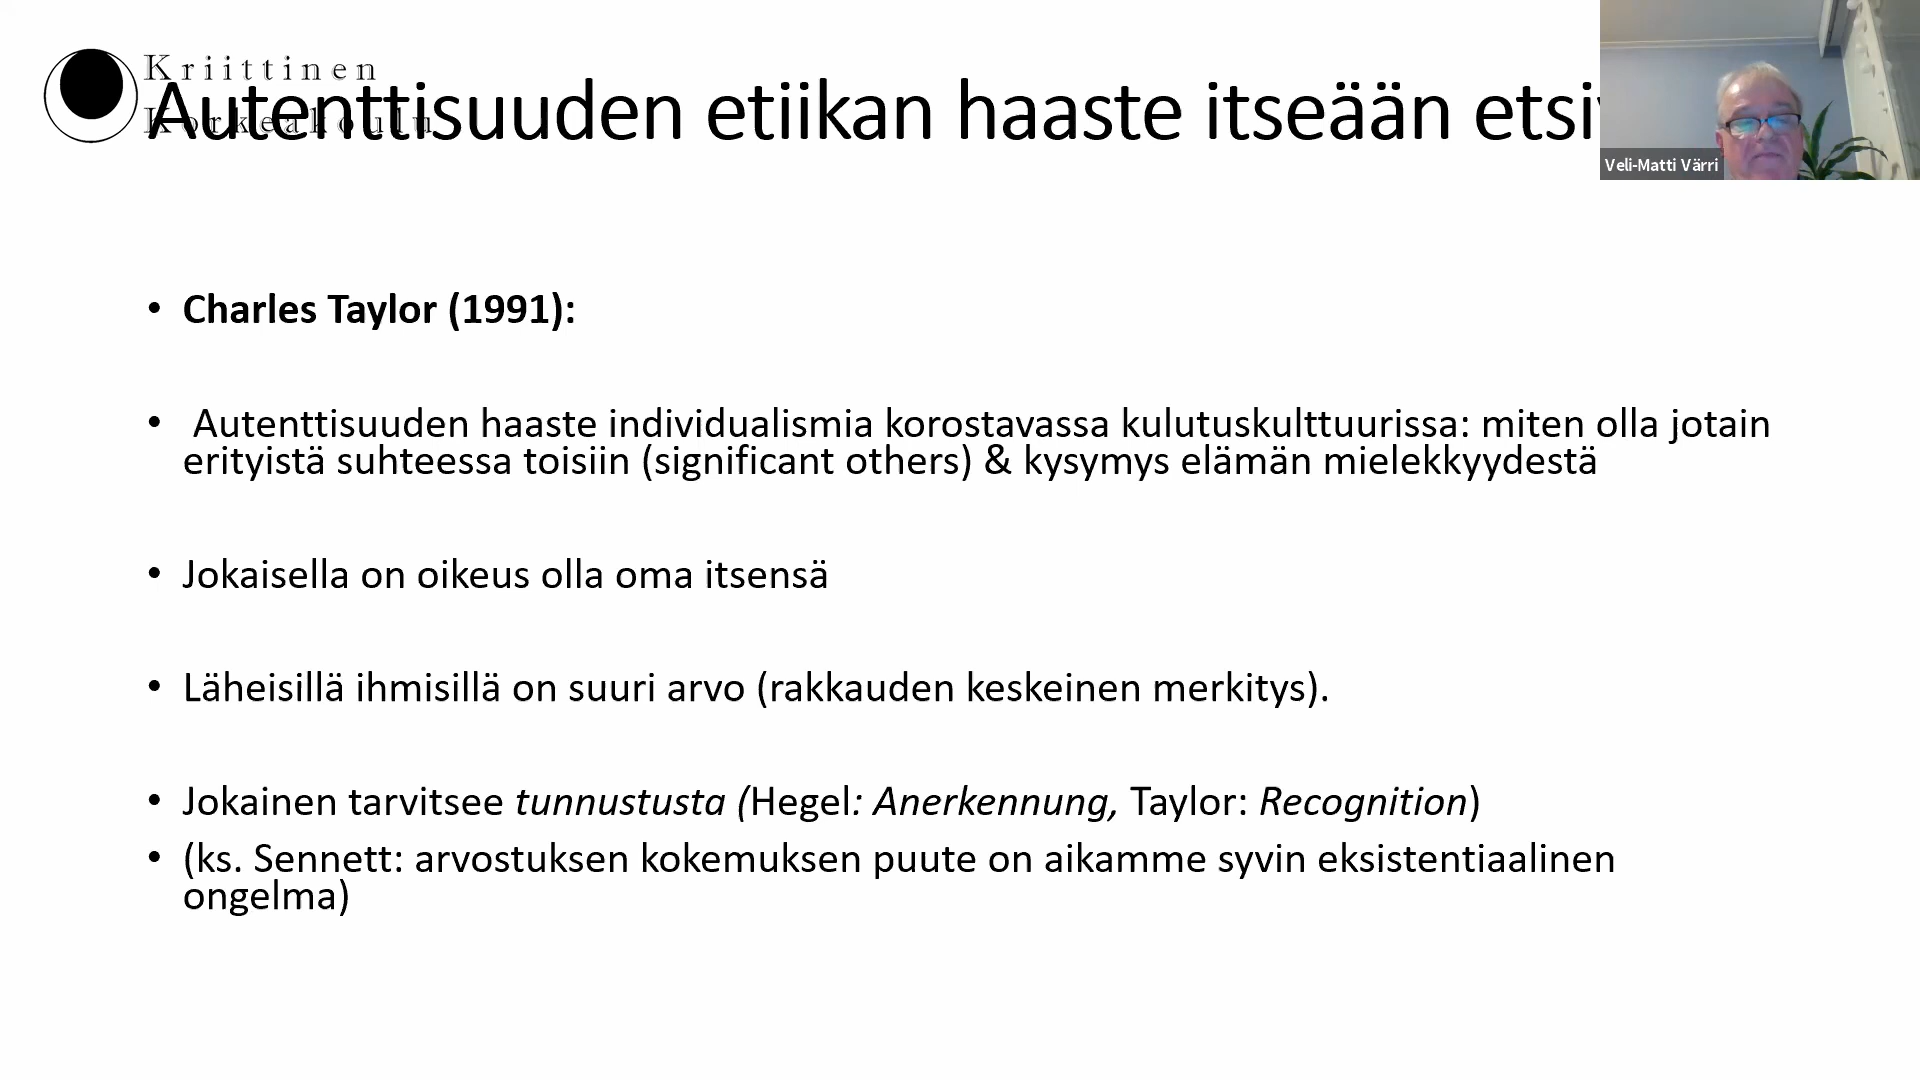 Kriittinen
Korkeakoulu
Autenttisuuden etiikan haaste itseään
Veli-Matti Värri
• Charles Taylor (1991):
• Autenttisuuden haaste individualismia korostavassa kulutuskulttuurissa: miten olla jotain
erityistä suhteessa toisiin (significant others) & kysymys elämän mielekkyydestä
• Jokaisella on oikeus olla oma itsensä
• Läheisillä ihmisillä on suuri arvo (rakkauden keskeinen merkitys).
• Jokainen tarvitsee tunnustusta (Hegel: Anerkennung, Taylor: Recognition)
• (ks. Sennett: arvostuksen kokemuksen puute on aikamme syvin eksistentiaalinen
ongelma)